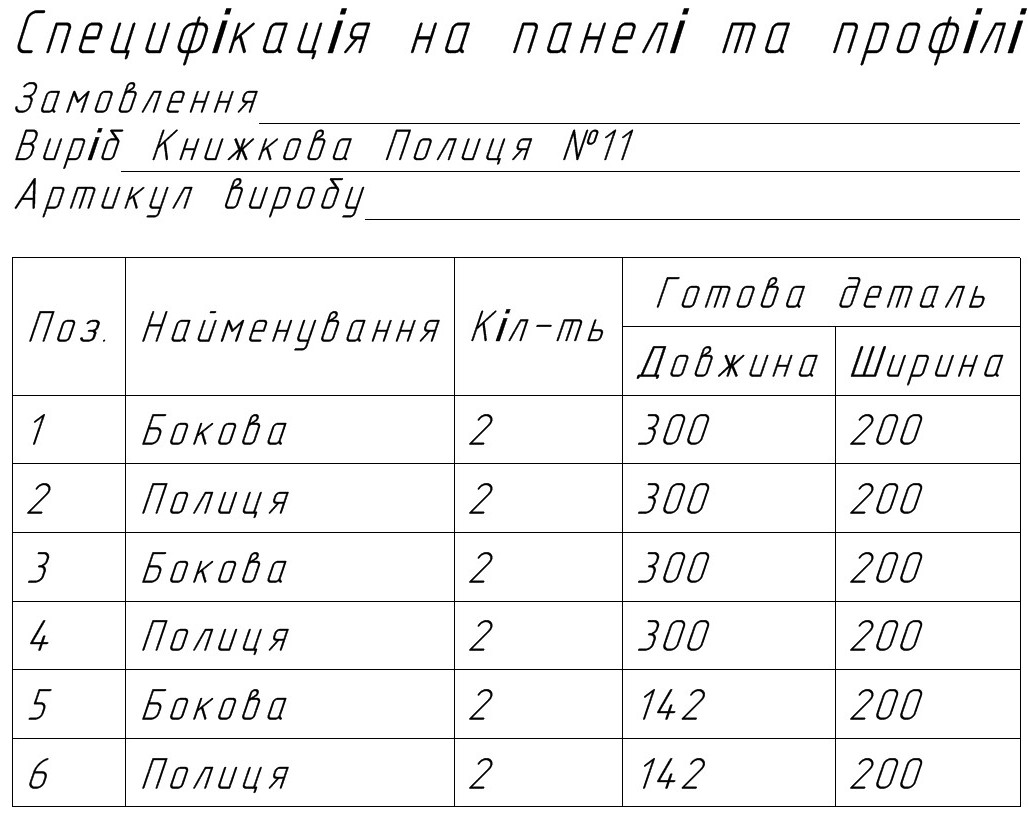 Специфікація на панелі та профілі
Замовлення
Виріб Книжкова Полиця №11
Артикул виробу
Поз. Найменування Кіл-ть Готова деталь
Довжина Ширина
1 Бокова 2 300 200
2 Полиця 2 300 200
3 Бокова 2 300 200
4 Полиця 2 300 200
5 Бокова 2 142 200
6 Полиця 2 142 200